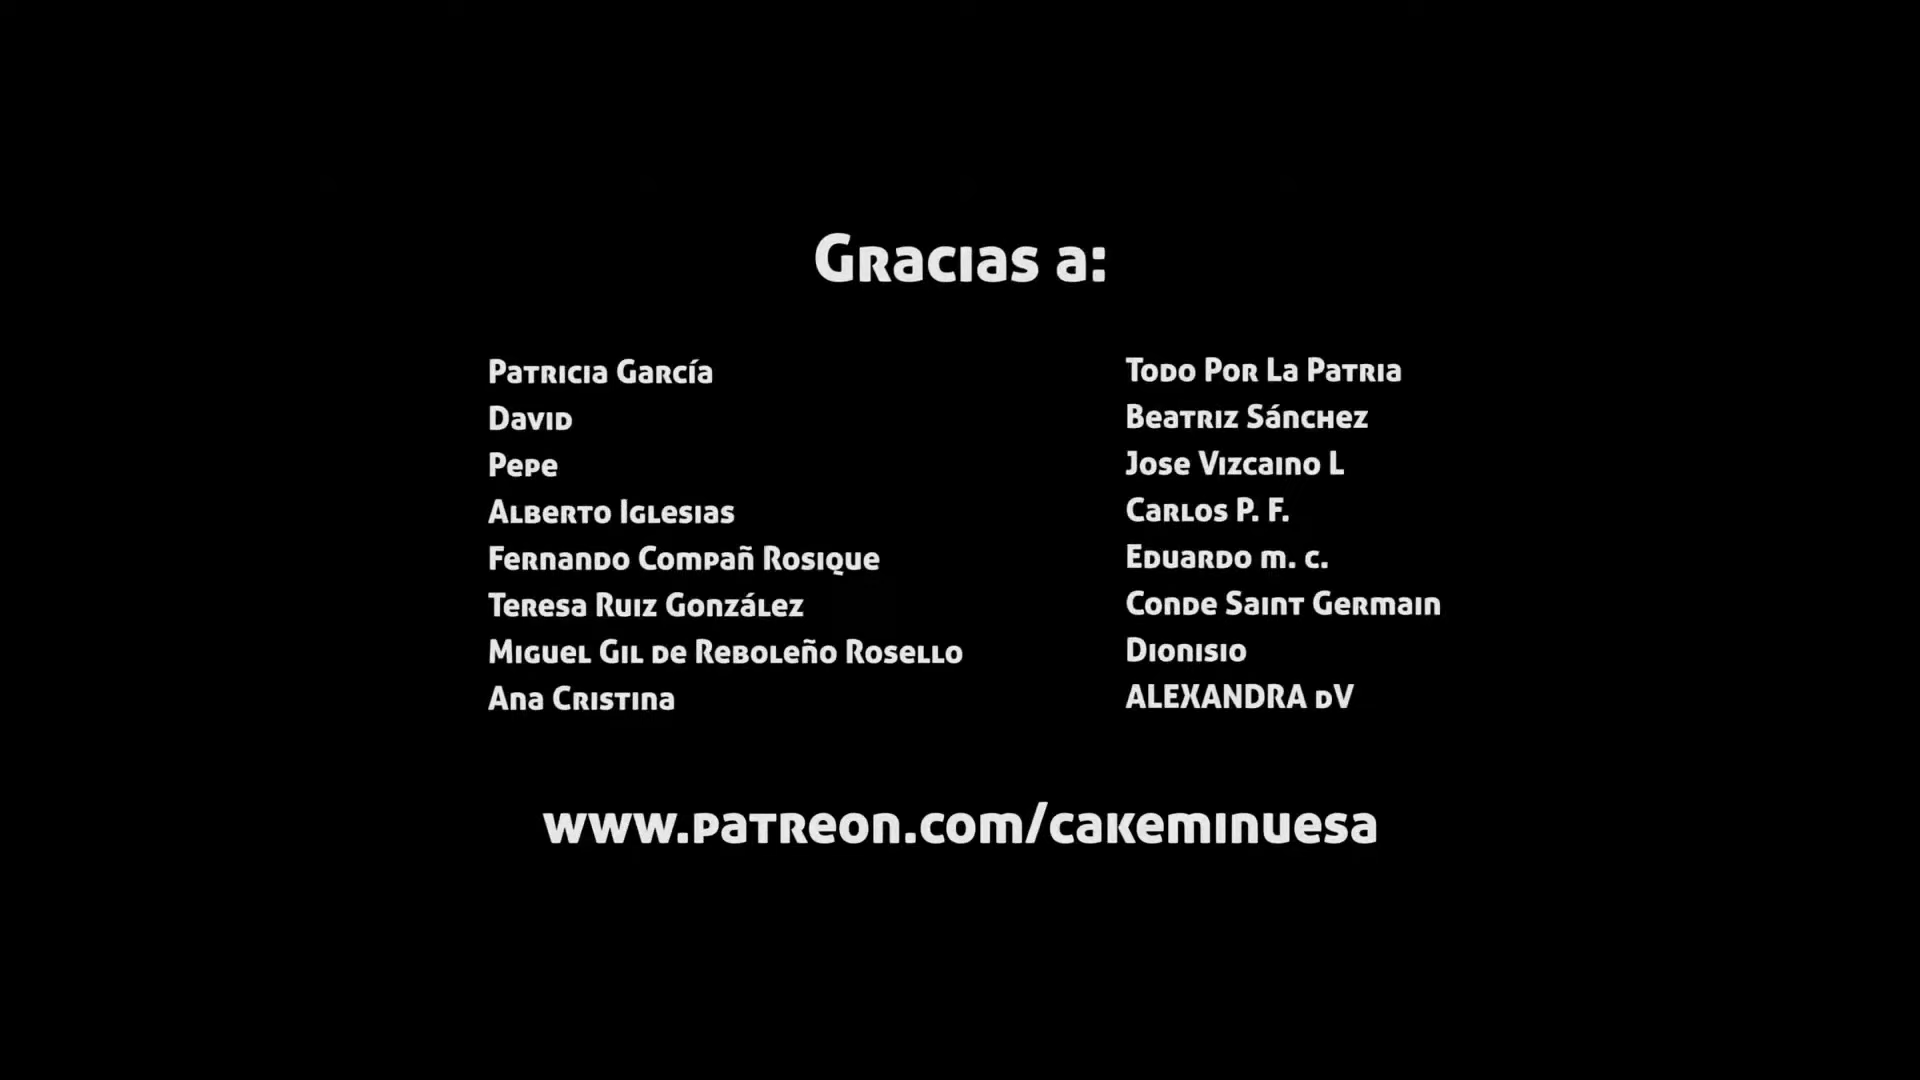 Gracias a:
Patricia García
David
Pepe
Alberto Iglesias
Fernando Compañ Rosique
Teresa Ruiz González
Miguel Gil de Reboleño Rosello
Ana Cristina
Todo Por La Patria
Beatriz Sánchez
Jose Vizcaino L
Carlos P. F.
Eduardo m. c.
Conde Saint Germain
Dionisio
ALEXANDRA dV
www.patreon.com/cakeminuesa